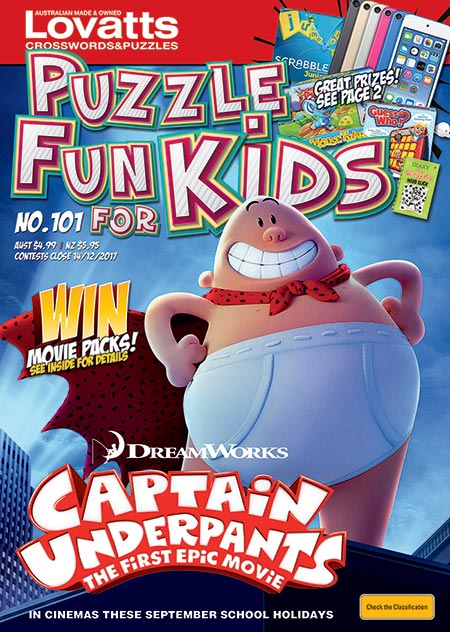 AUSTRALIAN MADE & OWNED
Lovatts
CROSSWORDS&PUZZLES
PUZZLE
FUN FOR KIDS
NO.101
AUST $4.99 | NZ $5.95
CONTESTS CLOSE 14/12/2017
SCRABBLE
Junior
GREAT PRIZES!
SEE PAGE 2
Guess Who?
DIARY
WIN
MOVIE PACKS!
SEE INSIDE FOR DETAILS
DREAMWORKS
CAPTAIN
UNDERPANTS
THE FIRST EPIC MOVIE
IN CINEMAS THESE SEPTEMBER SCHOOL HOLIDAYS
Check the Classification